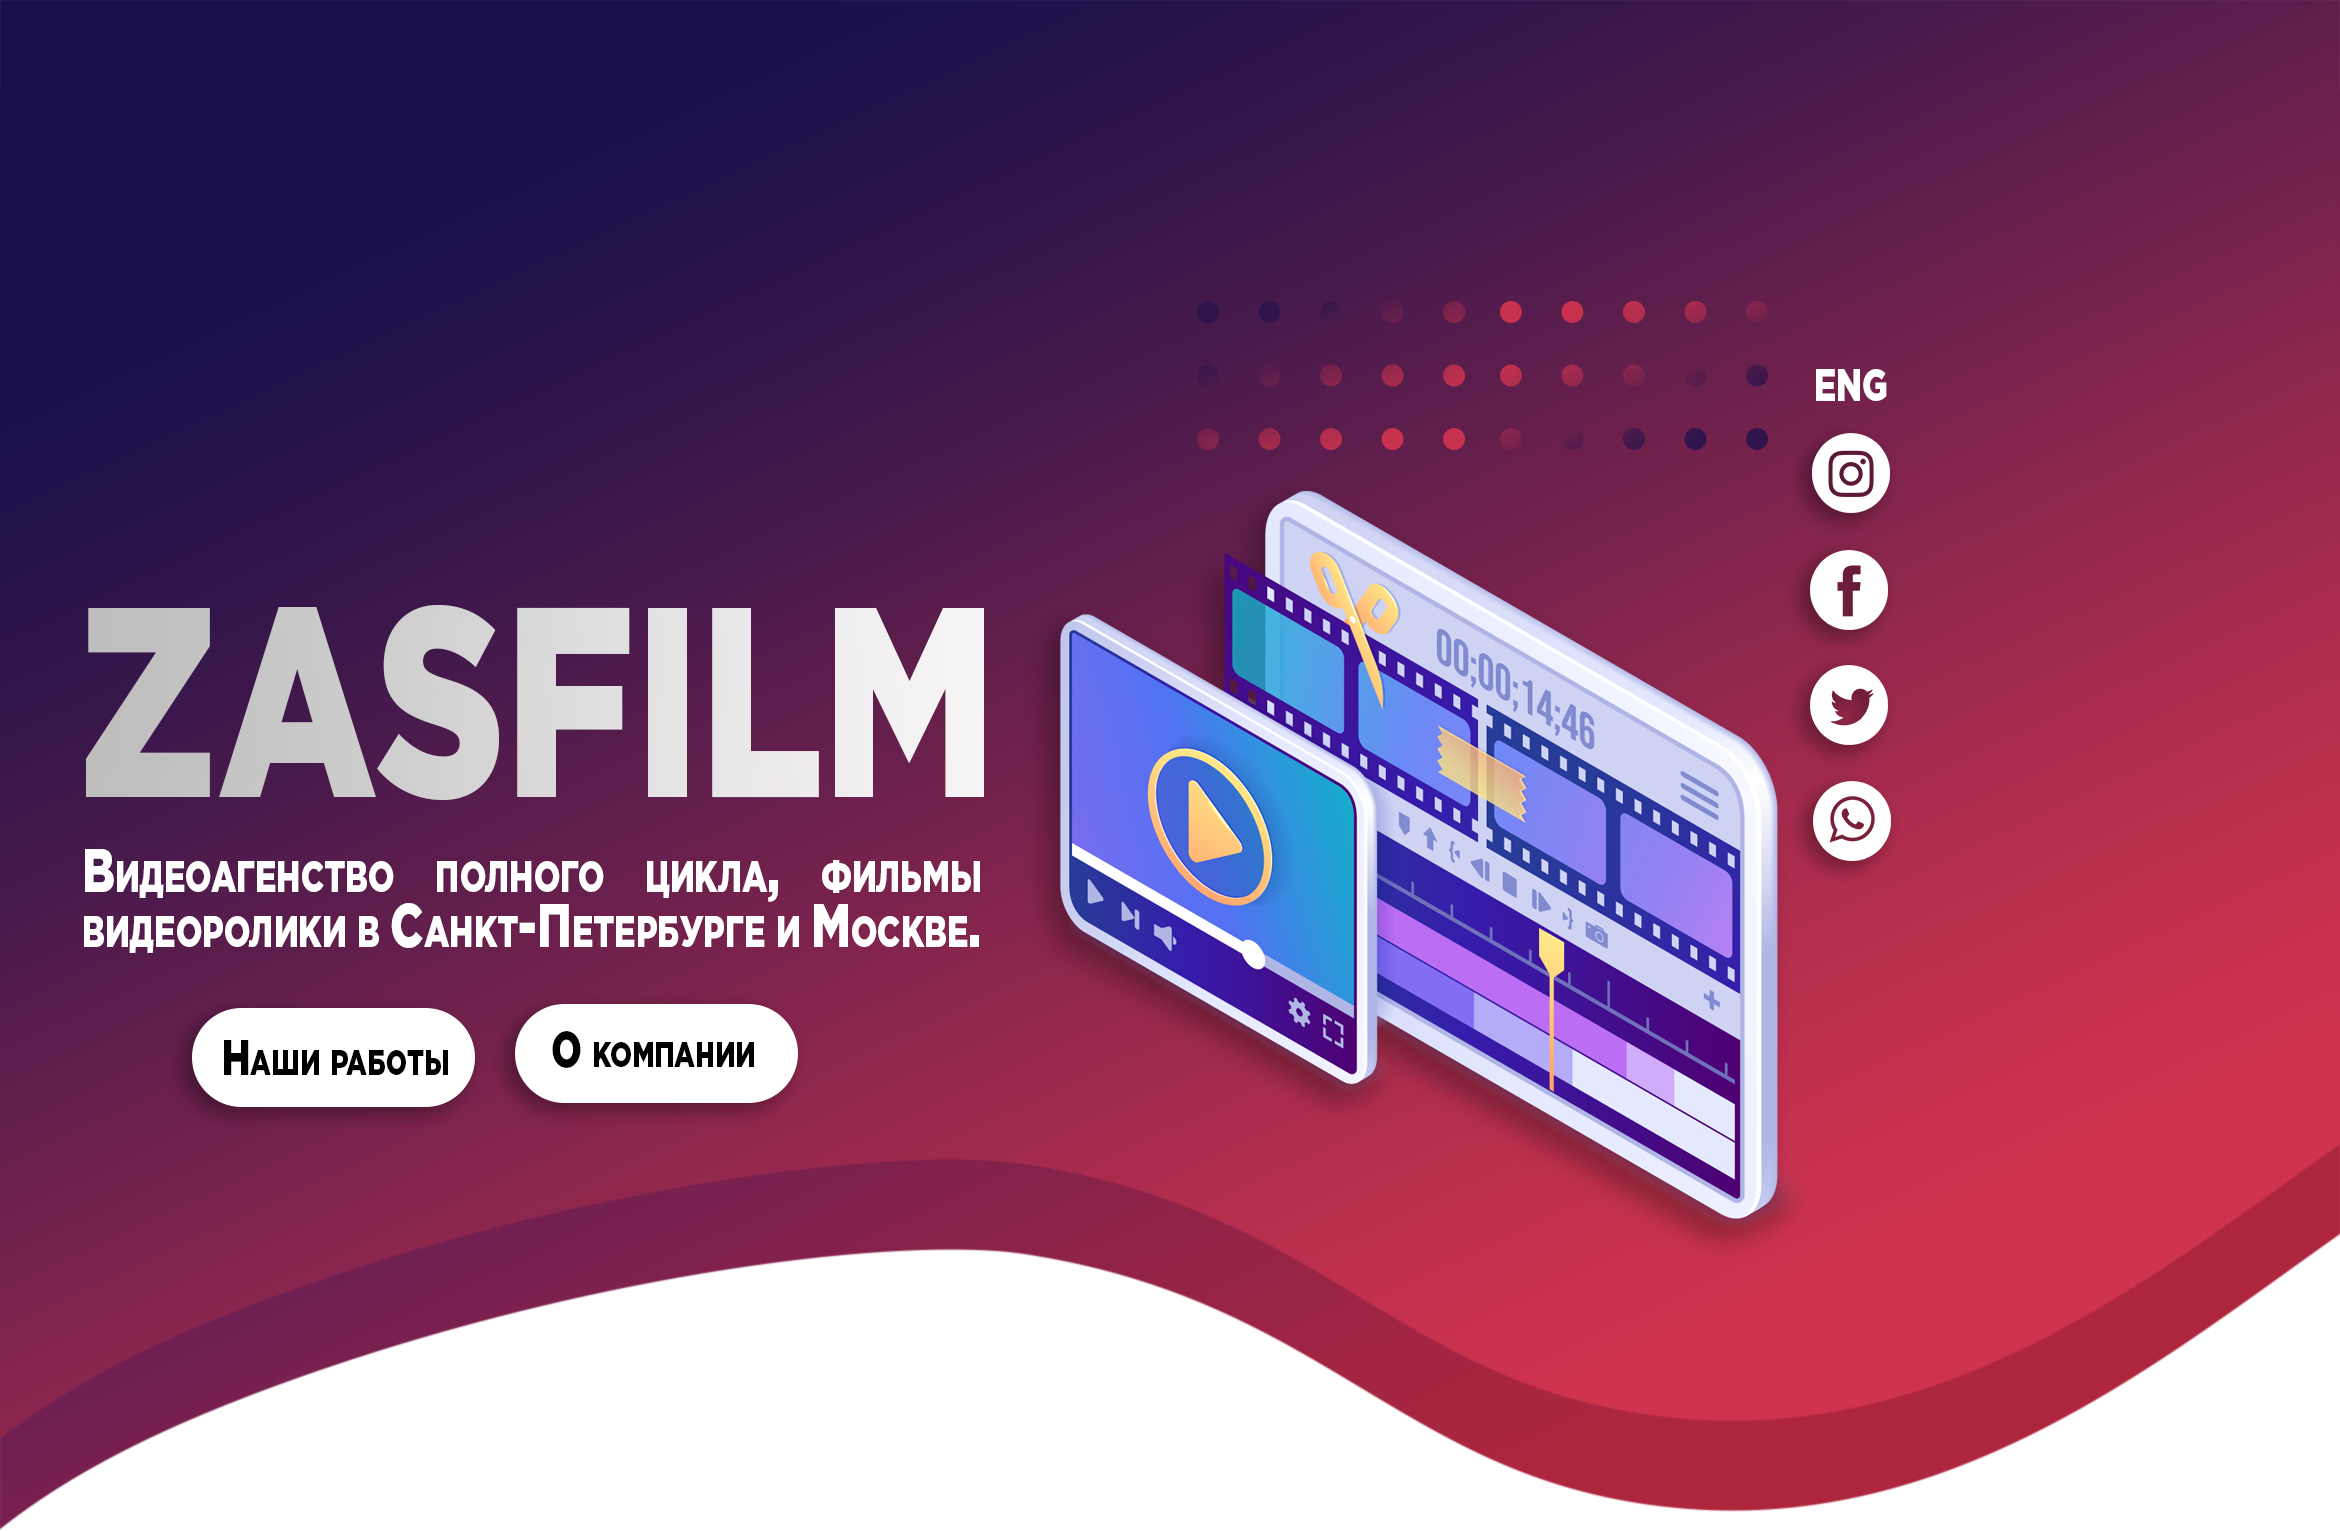 ENG
ZASFILM
00;00;14;46
Видеоагенство полного цикла, фильмы
видеоролики в Санкт-Петербурге и Москве.
Наши работы
О компании